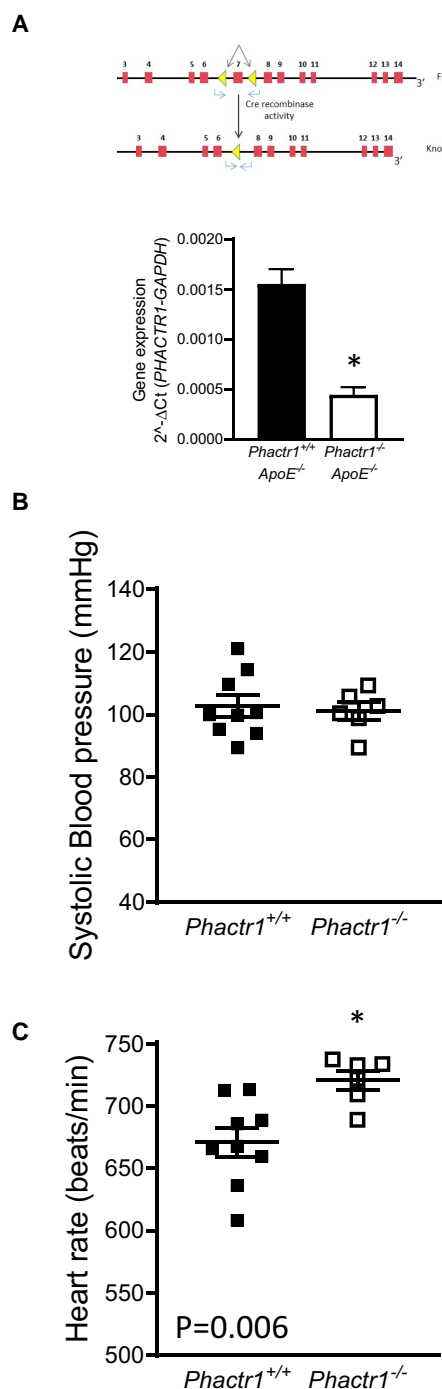 A
3 4 5 6 7 8 9 10 11 12 13 14
3’ F
Cre recombinase
activity
3 4 5 6 8 9 10 11 12 13 14
Kno
3’
0.0020
0.0015
0.0010
0.0005
0.0000
Gene expression
2^-ΔCt (PHACTR1-GAPDH)
*
Phactr1+/+ Phactr1-/-
ApoE-/- ApoE-/-
B
Systolic Blood pressure (mmHg)
140
120
100
80
60
40
Phactr1+/+ Phactr1-/-
C
Heart rate (beats/min)
750
700
650
600
550
500
*
P=0.006
Phactr1+/+ Phactr1-/-